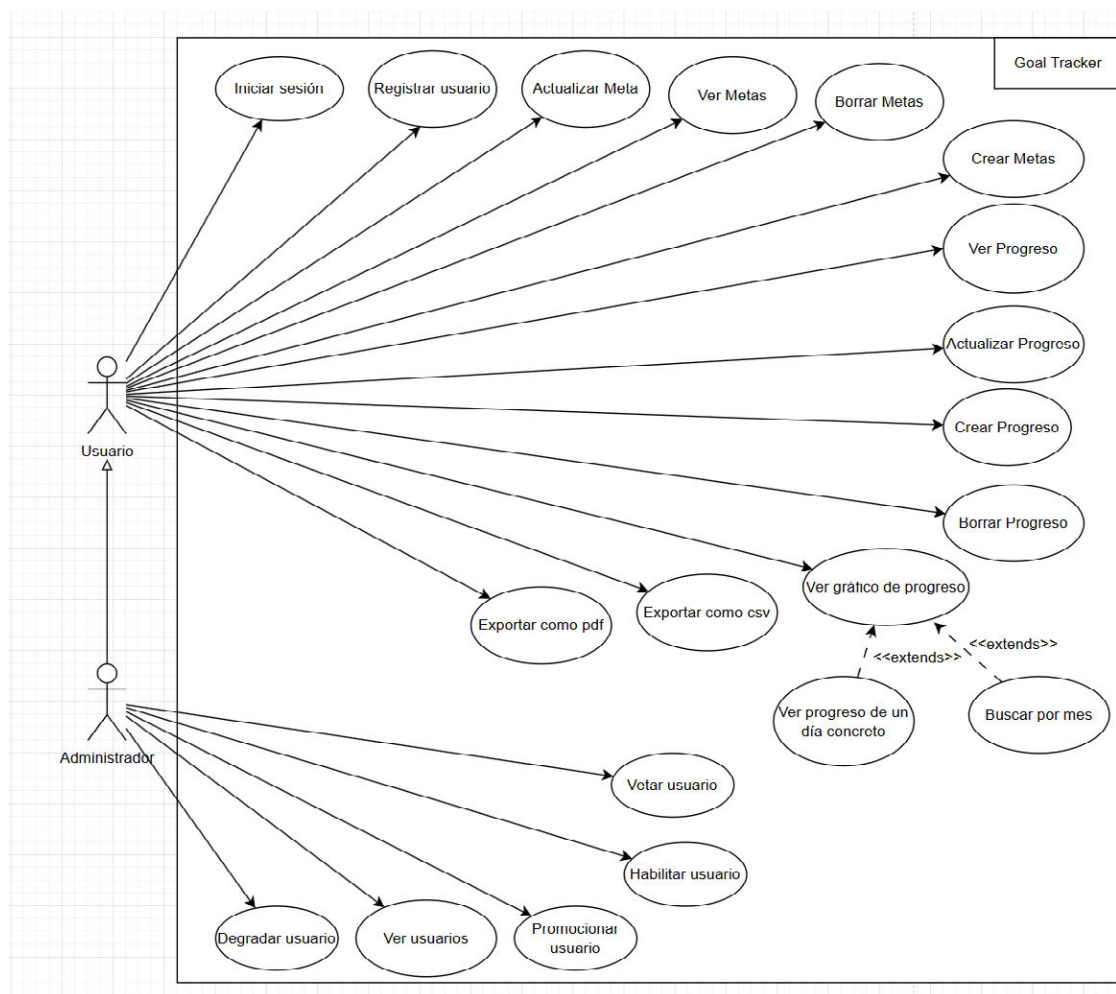 Goal Tracker
Iniciar sesión
Registrar usuario
Actualizar Meta
Ver Metas
Borrar Metas
Crear Metas
Ver Progreso
Actualizar Progreso
Crear Progreso
Borrar Progreso
Usuario
Ver gráfico de progreso
Exportar como csv
Exportar como pdf
<<extends>>
<<extends>>
Ver progreso de un
día concroto
Buscar por mes
Administrador
Votar usuario
Habilitar usuario
Degradar usuario
Ver usuarios
Promocionar
usuario